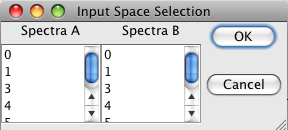 Input Space Selection
Spectra A Spectra B OK
0 0
1 1
3 3
4 4 Cancel